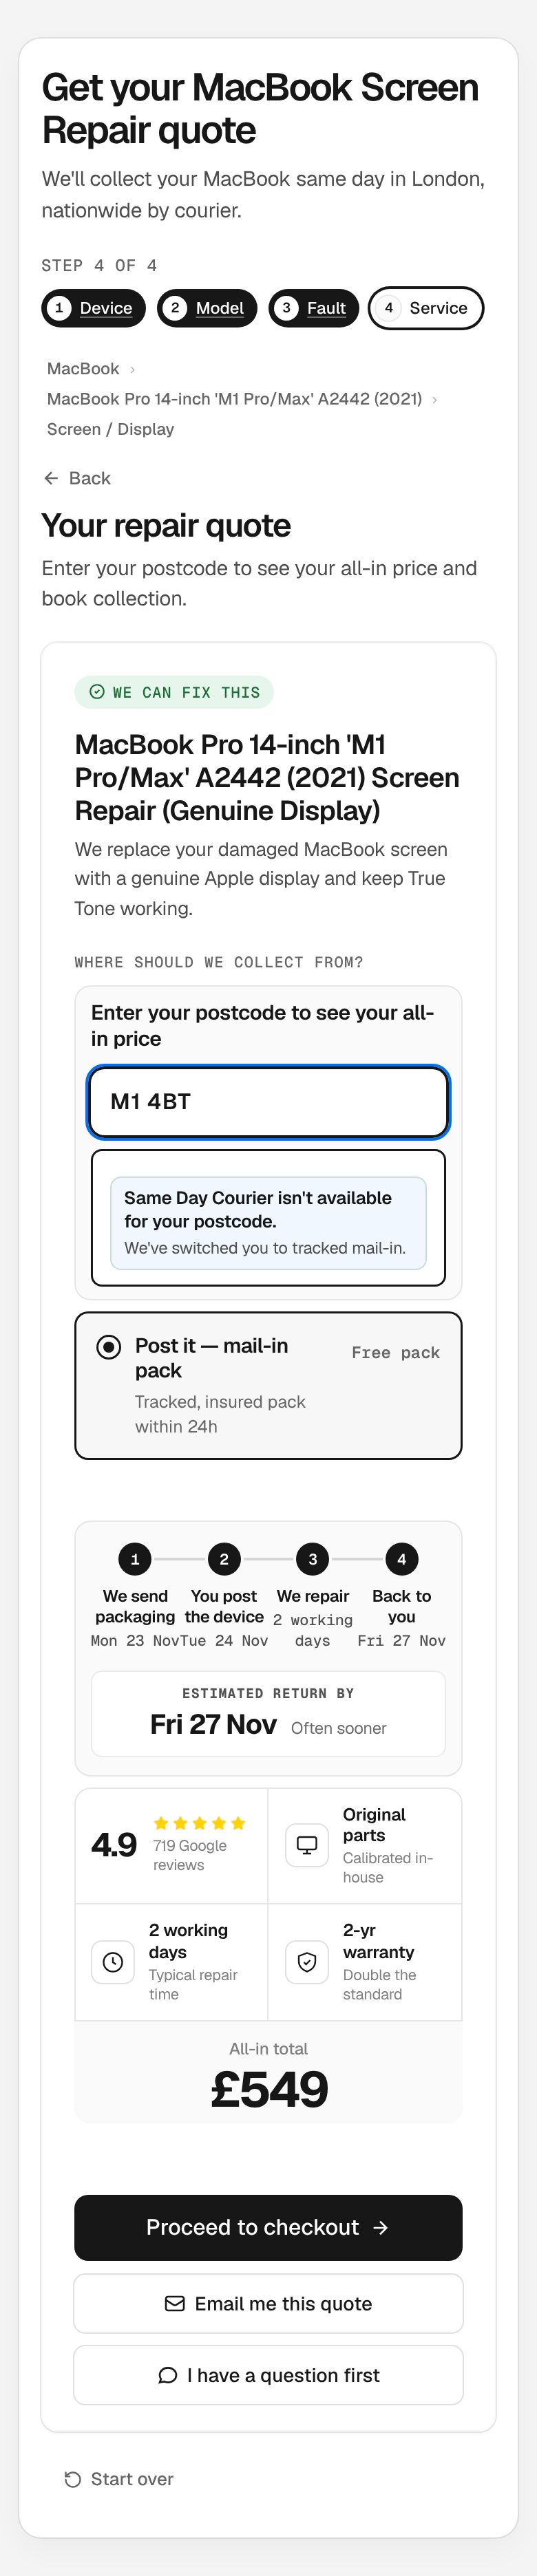 Get your MacBook Screen
Repair quote
We'll collect your MacBook same day in London,
nationwide by courier.
STEP 4 OF 4
1 Device 2 Model 3 Fault 4 Service
MacBook ›
MacBook Pro 14-inch 'M1 Pro/Max' A2442 (2021) ›
Screen / Display
← Back
Your repair quote
Enter your postcode to see your all-in price and
book collection.
WE CAN FIX THIS
MacBook Pro 14-inch 'M1
Pro/Max' A2442 (2021) Screen
Repair (Genuine Display)
We replace your damaged MacBook screen
with a genuine Apple display and keep True
Tone working.
WHERE SHOULD WE COLLECT FROM?
Enter your postcode to see your all-
in price
M1 4BT
Same Day Courier isn't available
for your postcode.
We've switched you to tracked mail-in.
Post it — mail-in
pack
Free pack
Tracked, insured pack
within 24h
1 2 3 4
We send
packaging
Mon 23 Nov
You post
the device
Tue 24 Nov
We repair
2 working
days
Back to
you
Fri 27 Nov
ESTIMATED RETURN BY
Fri 27 Nov Often sooner
4.9
719 Google
reviews
Original
parts
Calibrated in-
house
2 working
days
Typical repair
time
2-yr
warranty
Double the
standard
All-in total
£549
Proceed to checkout →
Email me this quote
I have a question first
Start over